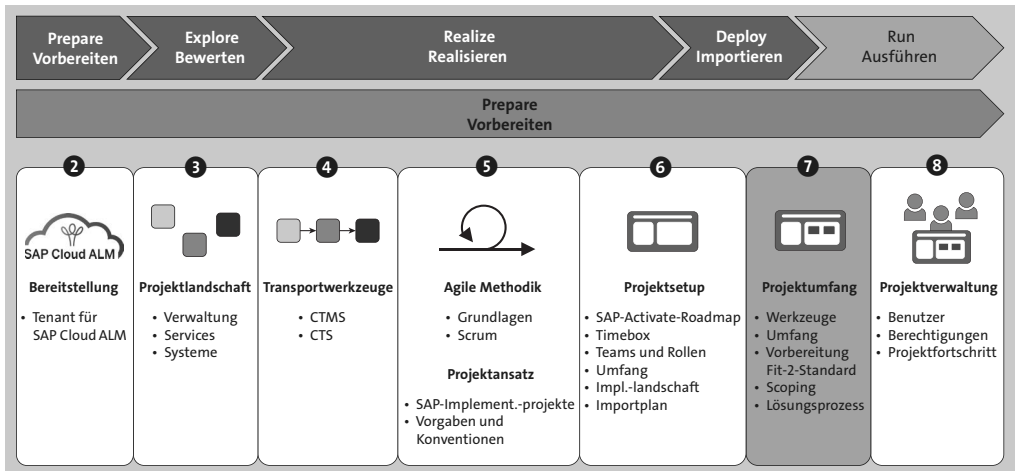 Prepare
Vorbereiten
Explore
Bewerten
Realize
Realisieren
Deploy
Importieren
Run
Ausführen
Prepare
Vorbereiten
2
SAP Cloud ALM
Bereitstellung
• Tenant für
SAP Cloud ALM
3
Projektlandschaft
• Verwaltung
• Services
• Systeme
4
Transportwerkzeuge
• CTMS
• CTS
5
Agile Methodik
• Grundlagen
• Scrum
Projektansatz
• SAP-Implement.-projekte
• Vorgaben und
Konventionen
6
Projektsetup
• SAP-Activate-Roadmap
• Timebox
• Teams und Rollen
• Umfang
• Impl.-landschaft
• Importplan
7
Projektumfang
• Werkzeuge
• Umfang
• Vorbereitung
Fit-2-Standard
• Scoping
• Lösungsprozess
8
Projektverwaltung
• Benutzer
• Berechtigungen
• Projektfortschritt